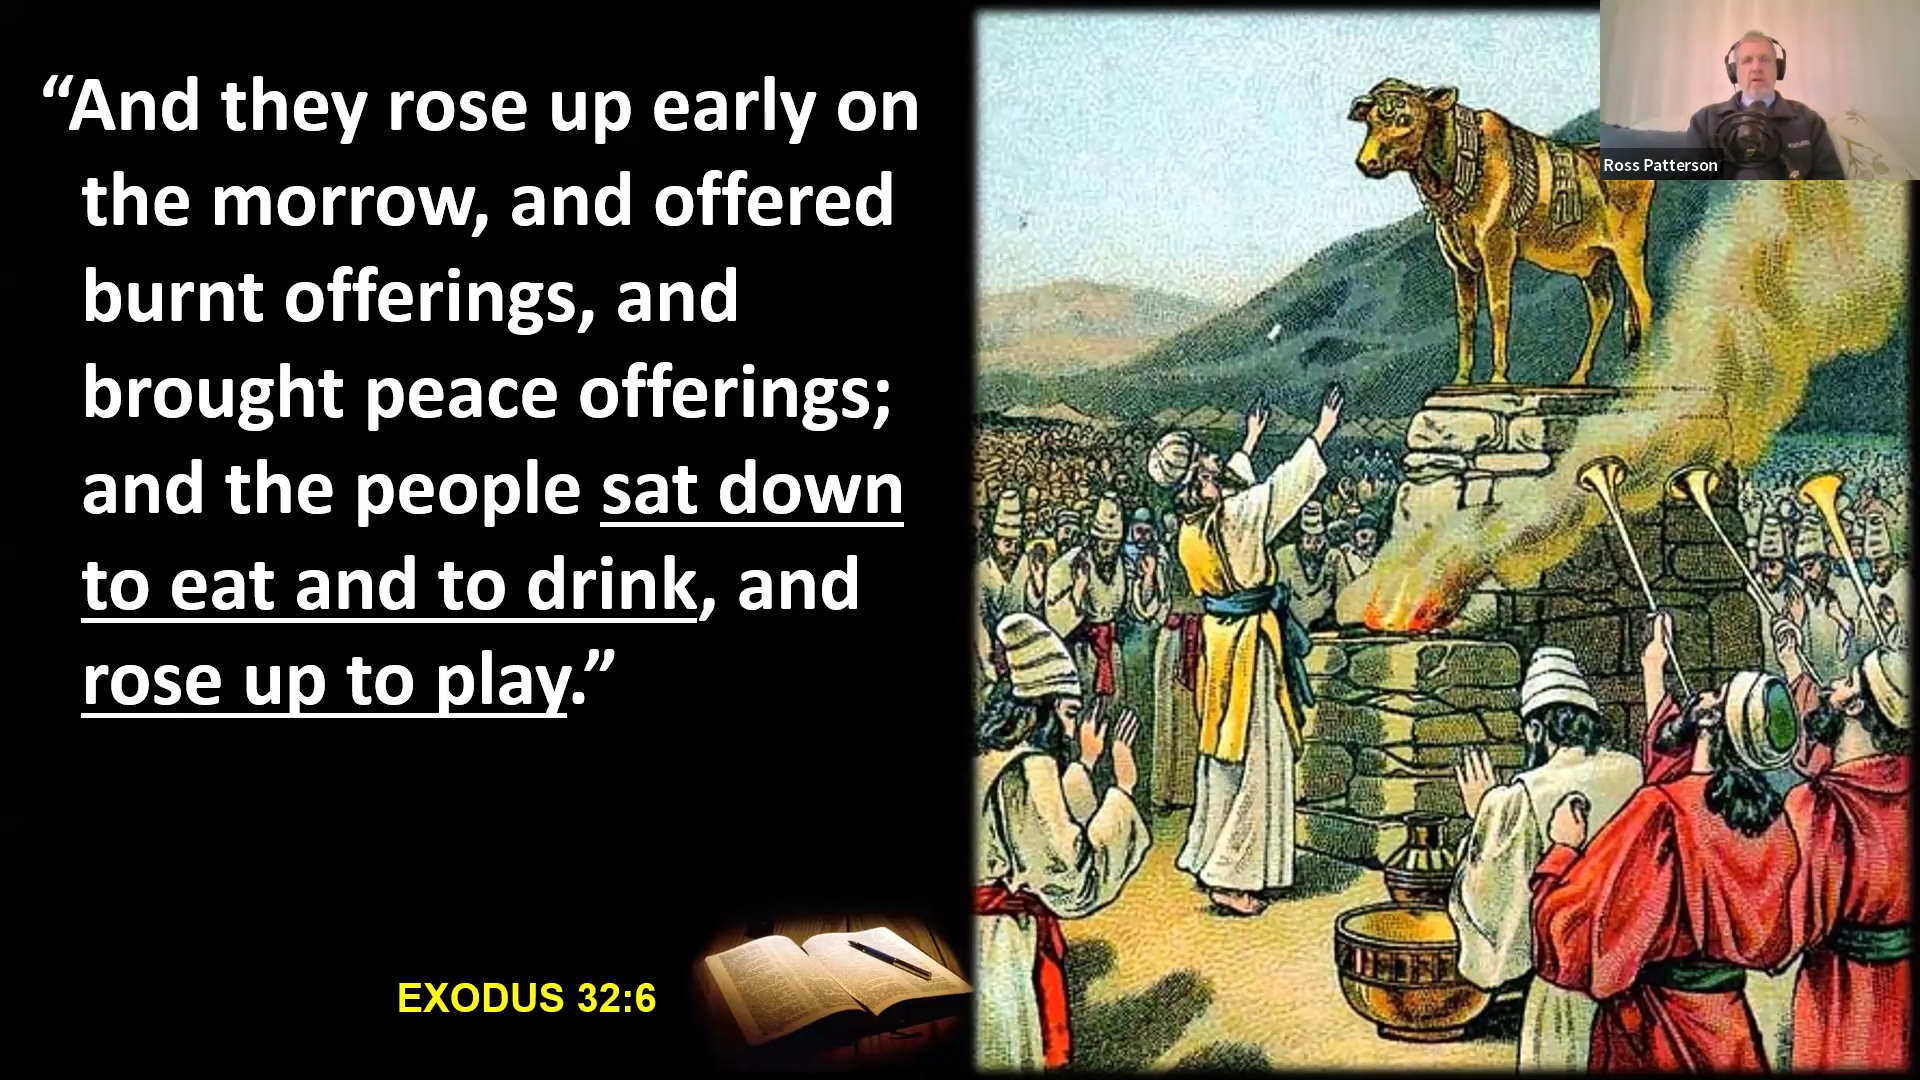 “And they rose up early on
the morrow, and offered
burnt offerings, and
brought peace offerings;
and the people sat down
to eat and to drink, and
rose up to play.”
EXODUS 32:6
Ross Patterson